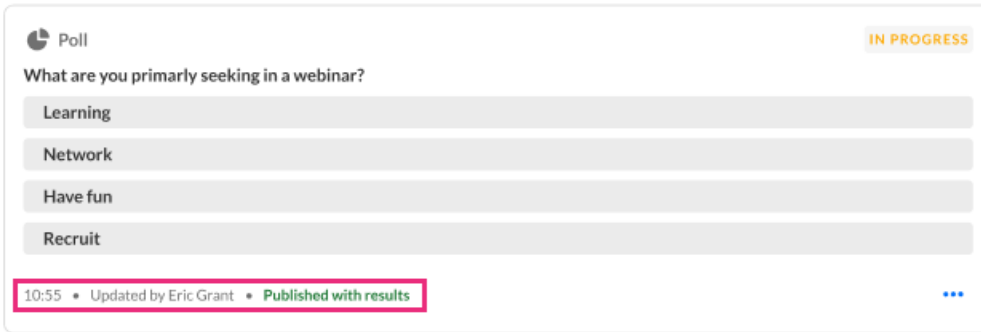 Poll
IN PROGRESS
What are you primarly seeking in a webinar?
Learning
Network
Have fun
Recruit
10:55 • Updated by Eric Grant • Published with results